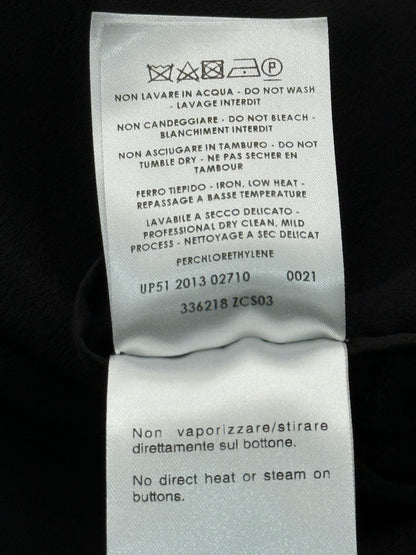 P
NON LAVARE IN ACQUA - DO NOT WASH
- LAVAGE INTERDIT
NON CANDEGGIARE - DO NOT BLEACH -
BLANCHIMENT INTERDIT
NON ASCIUGARE IN TAMBURO - DO NOT
TUMBLE DRY - NE PAS SECHER EN
TAMBOUR
FERRO TIEPIDO - IRON, LOW HEAT -
REPASSAGE A BASSE TEMPERATURE
LAVABILE A SECCO DELICATO -
PROFESSIONAL DRY CLEAN, MILD
PROCESS - NETTOYAGE A SEC DELICAT
PERCHLORETHYLENE
UP51 2013 02710 0021
336218 ZCS03
Non vaporizzare/stirare
direttamente sul bottone.
No direct heat or steam on
buttons.